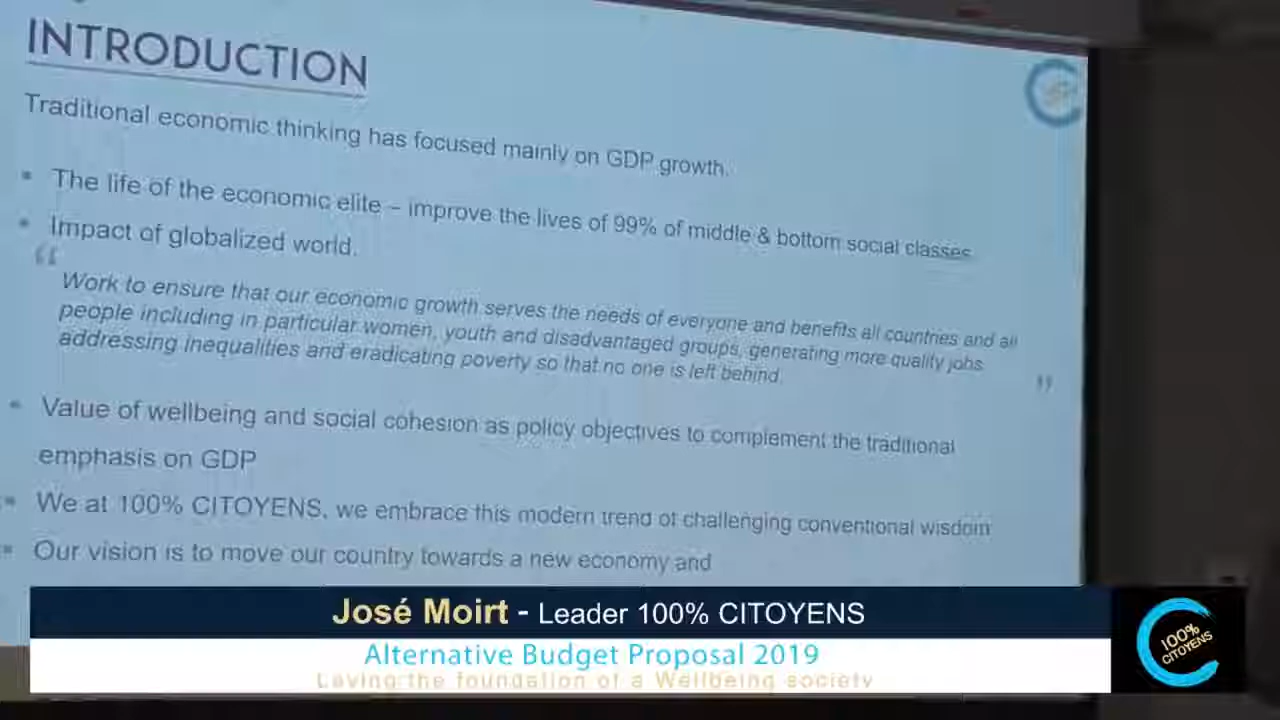 INTRODUCTION
Traditional economic thinking has focused mainly on GDP growth.
• The life of the economic elite – improve the lives of 99% of middle & bottom social classes
• Impact of globalized world.
“
Work to ensure that our economic growth serves the needs of everyone and benefits all countries and all
people including in particular women, youth and disadvantaged groups, generating more quality jobs
addressing inequalities and eradicating poverty so that no one is left behind.
”
• Value of wellbeing and social cohesion as policy objectives to complement the traditional
emphasis on GDP
• We at 100% CITOYENS, we embrace this modern trend of challenging conventional wisdom
• Our vision is to move our country towards a new economy and
José Moirt - Leader 100% CITOYENS
Alternative Budget Proposal 2019
Laying the foundation of a Wellbeing society
100%
CITOYENS